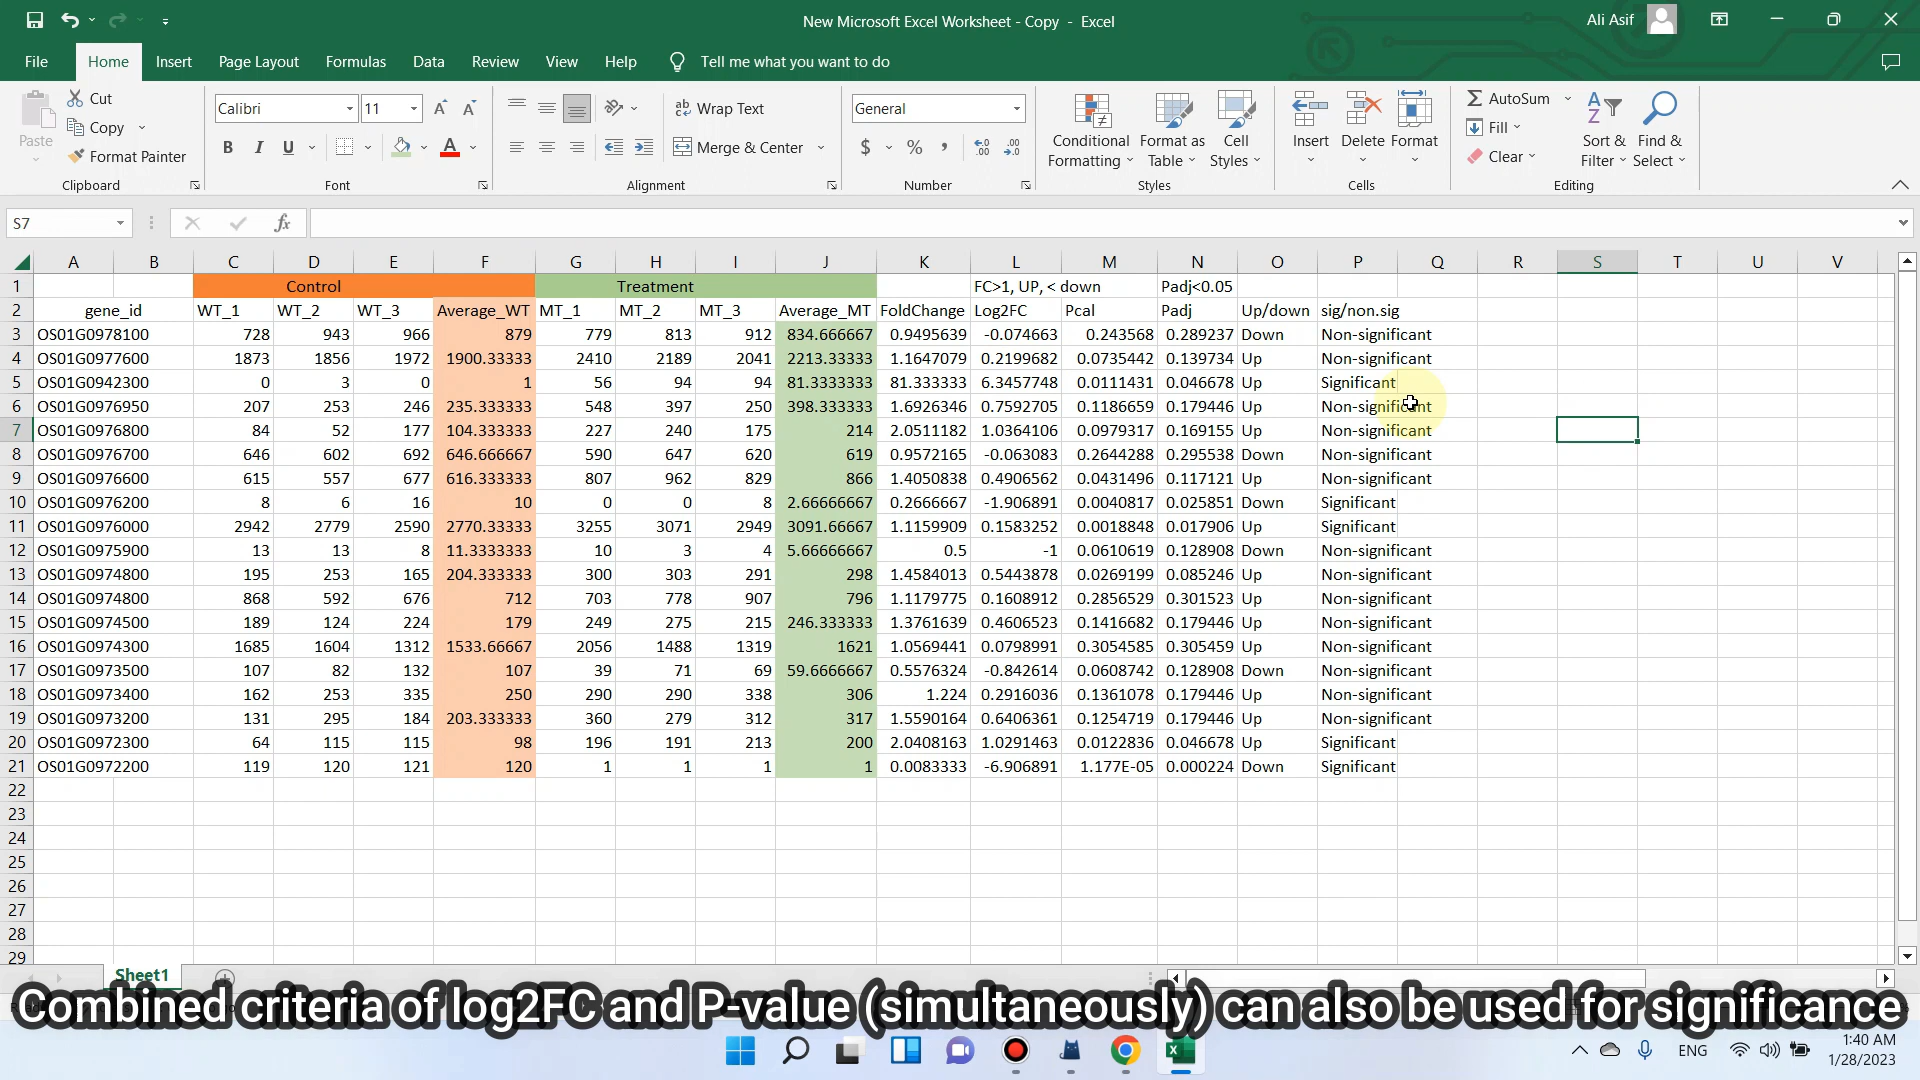 New Microsoft Excel Worksheet - Copy - Excel
Ali Asif
File Home Insert Page Layout Formulas Data Review View Help Tell me what you want to do
Paste
Cut
Copy
Format Painter
Clipboard
Calibri 11
B I U
Font
Wrap Text
Merge & Center
Alignment
General
$ % ,
Number
Conditional Formatting
Format as Table
Cell Styles
Styles
Insert Delete Format
Cells
AutoSum
Fill
Clear
Sort & Filter
Find & Select
Editing
S7 fx
A B C D E F G H I J K L M N O P Q R S T U V
1 Control Treatment FC>1, UP, < down Padj<0.05
2 gene_id WT_1 WT_2 WT_3 Average_WT MT_1 MT_2 MT_3 Average_MT FoldChange Log2FC Pcal Padj Up/down sig/non.sig
3 OS01G0978100 728 943 966 879 779 813 912 834.666667 0.9495639 -0.074663 0.243568 0.289237 Down Non-significant
4 OS01G0977600 1873 1856 1972 1900.33333 2410 2189 2041 2213.33333 1.1647079 0.2199682 0.0735442 0.139734 Up Non-significant
5 OS01G0942300 0 3 0 1 56 94 94 81.3333333 81.333333 6.3457748 0.0111431 0.046678 Up Significant
6 OS01G0976950 207 253 246 235.333333 548 397 250 398.333333 1.6926346 0.7592705 0.1186659 0.179446 Up Non-significant
7 OS01G0976800 84 52 177 104.333333 227 240 175 214 2.0511182 1.0364106 0.0979317 0.169155 Up Non-significant
8 OS01G0976700 646 602 692 646.666667 590 647 620 619 0.9572165 -0.063083 0.2644288 0.295538 Down Non-significant
9 OS01G0976600 615 557 677 616.333333 807 962 829 866 1.4050838 0.4906562 0.0431496 0.117121 Up Non-significant
10 OS01G0976200 8 6 16 10 0 0 8 2.66666667 0.2666667 -1.906891 0.0040817 0.025851 Down Significant
11 OS01G0976000 2942 2779 2590 2770.33333 3255 3071 2949 3091.66667 1.1159909 0.1583252 0.0018848 0.017906 Up Significant
12 OS01G0975900 13 13 8 11.3333333 10 3 4 5.66666667 0.5 -1 0.0610619 0.128908 Down Non-significant
13 OS01G0974800 195 253 165 204.333333 300 303 291 298 1.4584013 0.5443878 0.0269199 0.085246 Up Non-significant
14 OS01G0974800 868 592 676 712 703 778 907 796 1.1179775 0.1608912 0.2856529 0.301523 Up Non-significant
15 OS01G0974500 189 124 224 179 249 275 215 246.333333 1.3761639 0.4606523 0.1416682 0.179446 Up Non-significant
16 OS01G0974300 1685 1604 1312 1533.66667 2056 1488 1319 1621 1.0569441 0.0798991 0.3054585 0.305459 Up Non-significant
17 OS01G0973500 107 82 132 107 39 71 69 59.6666667 0.5576324 -0.842614 0.0608742 0.128908 Down Non-significant
18 OS01G0973400 162 253 335 250 290 290 338 306 1.224 0.2916036 0.1361078 0.179446 Up Non-significant
19 OS01G0973200 131 295 184 203.333333 360 279 312 317 1.5590164 0.6406361 0.1254719 0.179446 Up Non-significant
20 OS01G0972300 64 115 115 98 196 191 213 200 2.0408163 1.0291463 0.0122836 0.046678 Up Significant
21 OS01G0972200 119 120 121 120 1 1 1 1 0.0083333 -6.906891 1.177E-05 0.000224 Down Significant
22
23
24
25
26
27
28
29
Sheet1
Combined criteria of log2FC and P-value (simultaneously) can also be used for significance
ENG
1:40 AM
1/28/2023